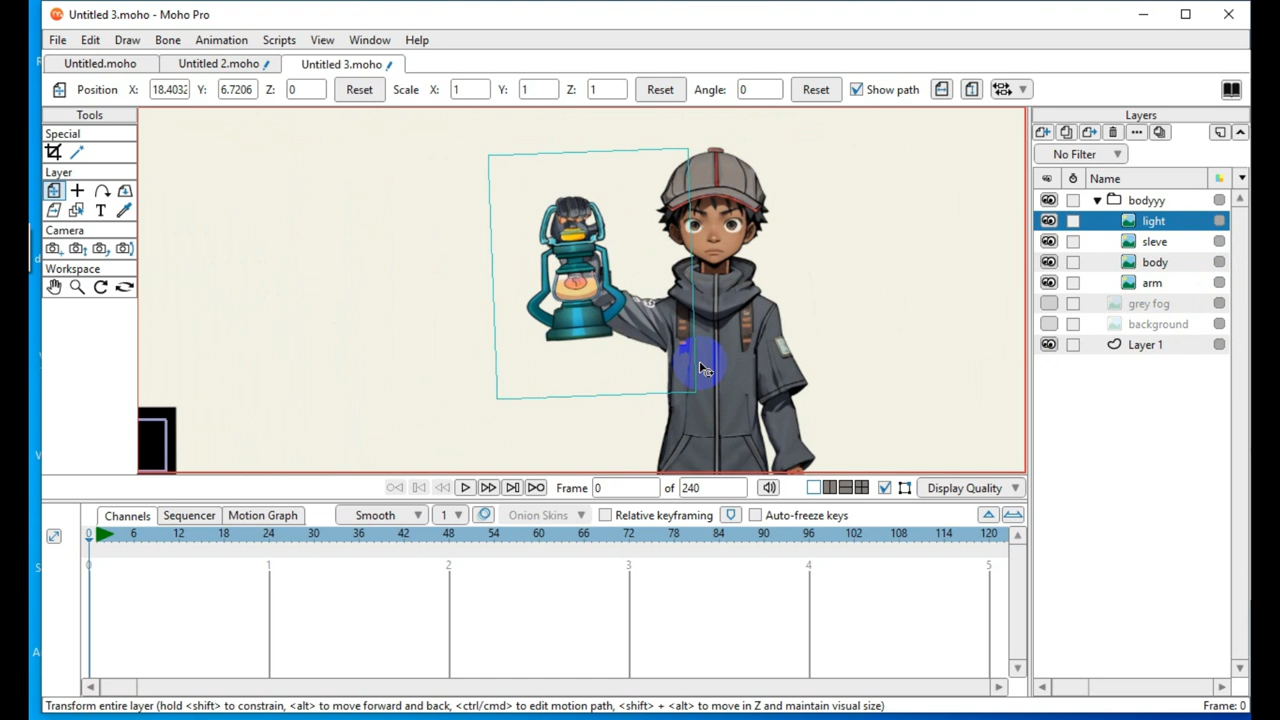 Untitled 3.moho - Moho Pro
File Edit Draw Bone Animation Scripts View Window Help
Untitled.moho Untitled 2.moho Untitled 3.moho
Position X: 18.4032 Y: 6.7206 Z: 0 Reset Scale X: 1 Y: 1 Z: 1 Reset Angle: 0 Reset Show path
Tools
Special
Layer
T
Camera
Workspace
Layers
No Filter
Name
bodyyy
light
sleve
body
arm
grey fog
background
Layer 1
Frame 0 of 240 Display Quality
Channels Sequencer Motion Graph Smooth 1 Onion Skins Relative keyframing Auto-freeze keys
0 6 12 18 24 30 36 42 48 54 60 66 72 78 84 90 96 102 108 114 120
0 1 2 3 4 5
Transform entire layer (hold <shift> to constrain, <alt> to move forward and back, <ctrl/cmd> to edit motion path, <shift> + <alt> to move in Z and maintain visual size) Frame: 0